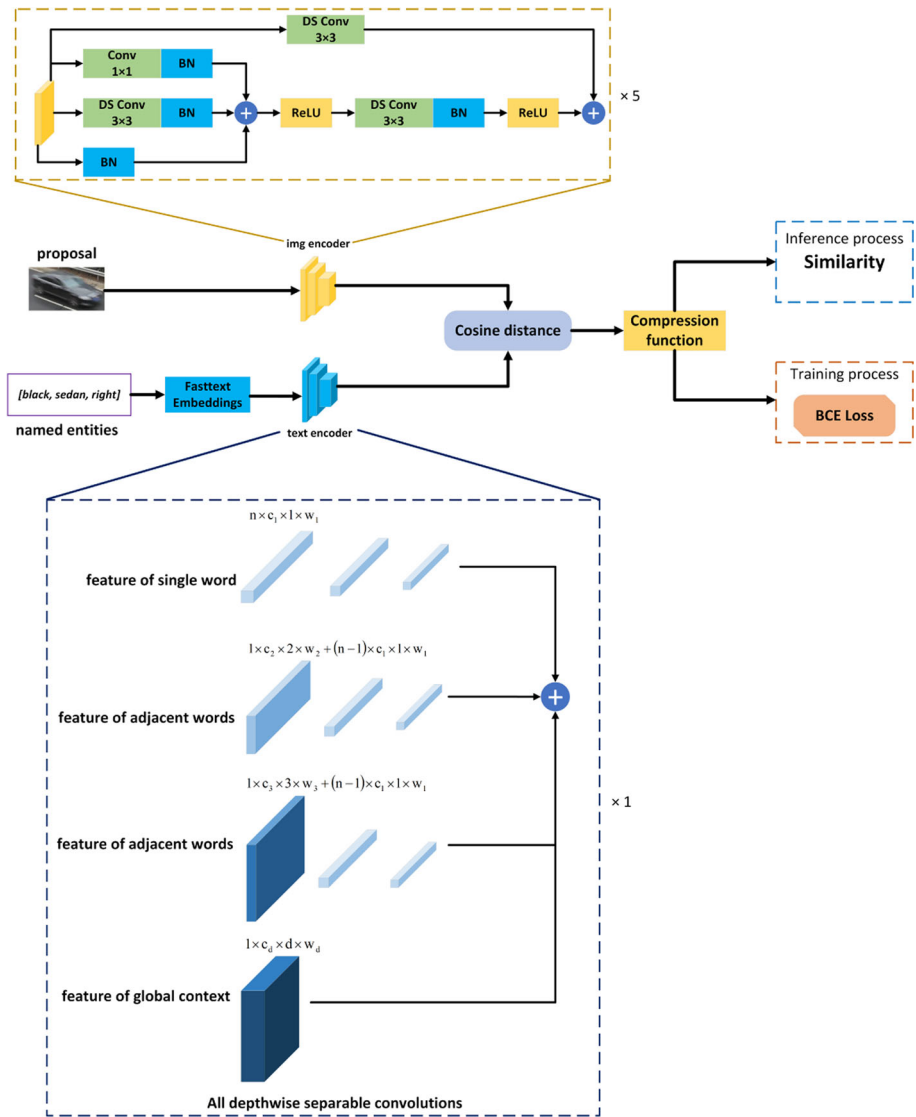 DS Conv
3×3
Conv
1×1
BN
× 5
DS Conv
3×3
BN
ReLU
DS Conv
3×3
BN
ReLU
BN
img encoder
proposal
Inference process
Similarity
Cosine distance
Compression
function
[black, sedan, right]
Fasttext
Embeddings
Training process
BCE Loss
named entities
text encoder
n × c₁ × 1 × w₁
feature of single word
1 × c₂ × 2 × w₂ + (n − 1) × c₁ × 1 × w₁
feature of adjacent words
1 × c₃ × 3 × w₃ + (n − 1) × c₁ × 1 × w₁
× 1
feature of adjacent words
1 × c_d × d × w_d
feature of global context
All depthwise separable convolutions